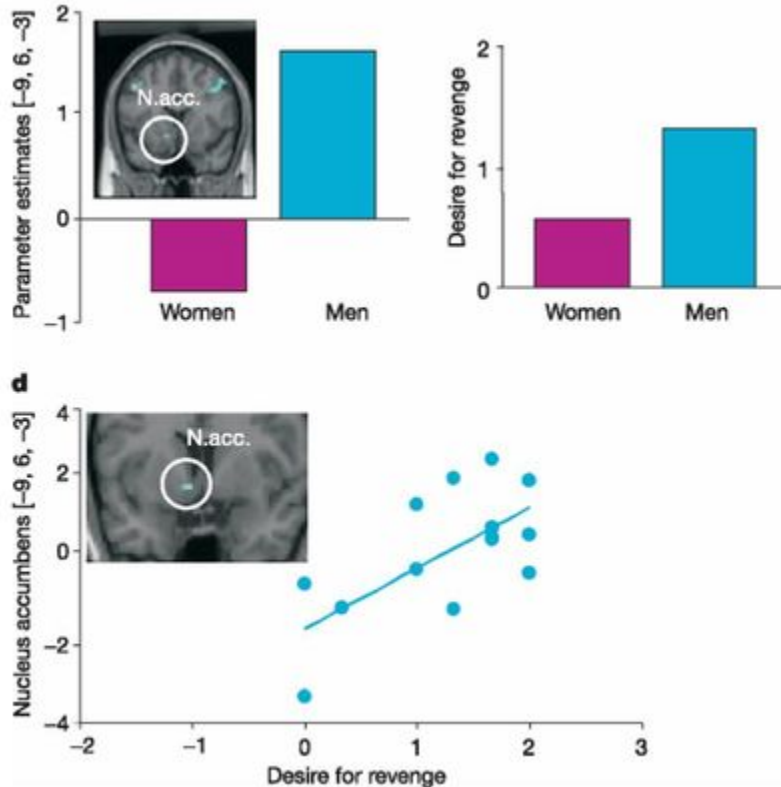 2
1
0
–1
Parameter estimates [–9, 6, –3]
N.acc.
Women
Men
2
1
0
Desire for revenge
Women
Men
d
4
2
0
–2
–4
Nucleus accumbens [–9, 6, –3]
N.acc.
–2
–1
0
1
2
3
Desire for revenge